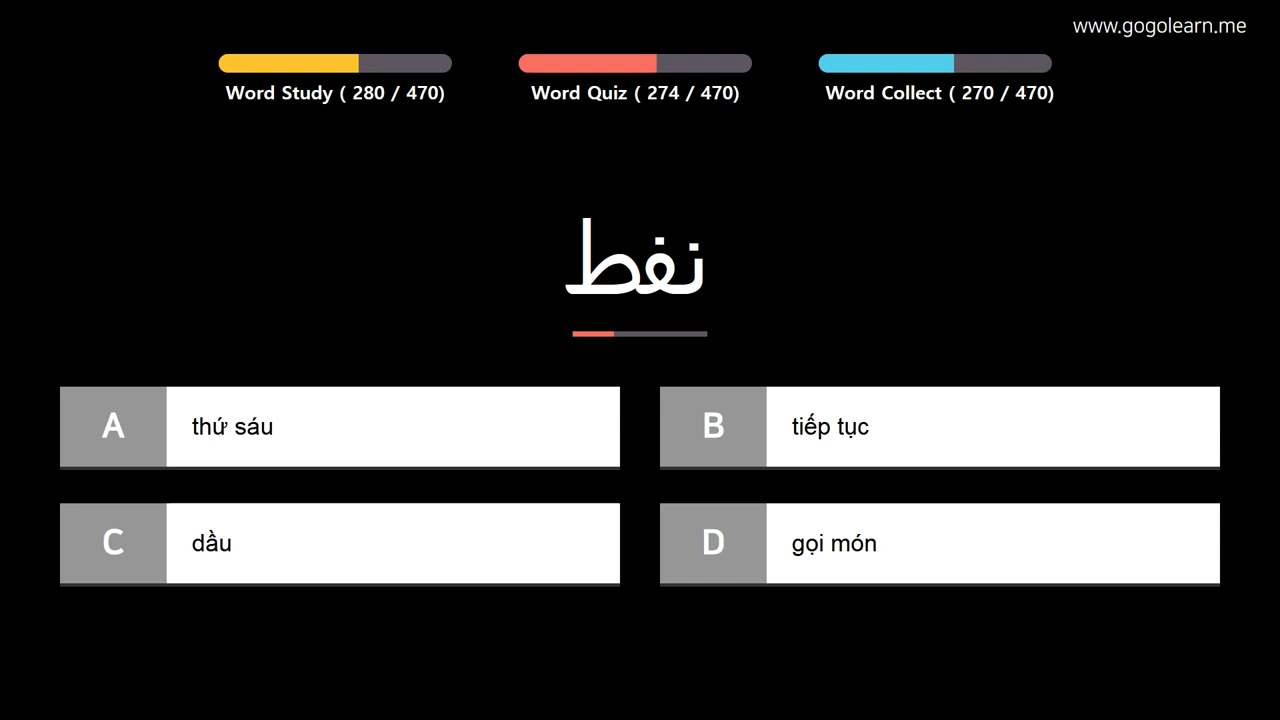 www.gogolearn.me
Word Study ( 280 / 470)
Word Quiz ( 274 / 470)
Word Collect ( 270 / 470)
نفط
A
thứ sáu
B
tiếp tục
C
dầu
D
gọi món